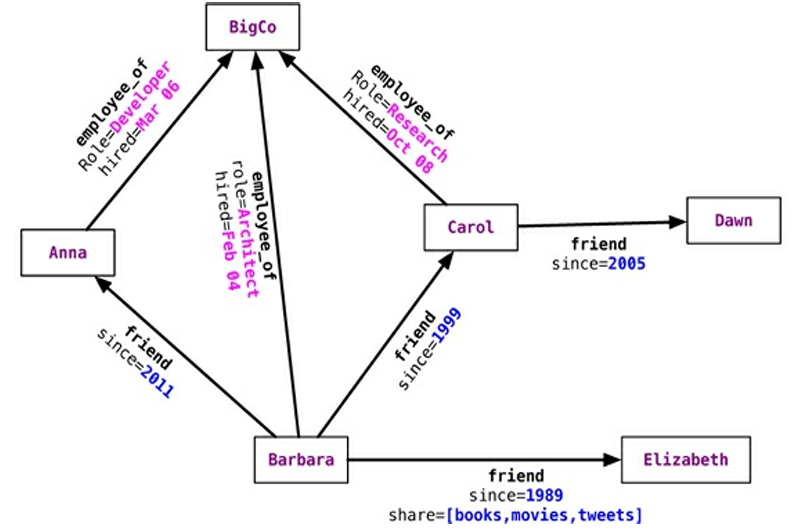 BigCo
employee_of
Role=Developer
hired=Mar 06
employee_of
Role=Research
hired=Oct 08
employee_of
role=Architect
hired=Feb 04
Anna
Carol
Dawn
friend
since=2005
friend
since=2011
friend
since=1999
Barbara
Elizabeth
friend
since=1989
share=[books,movies,tweets]